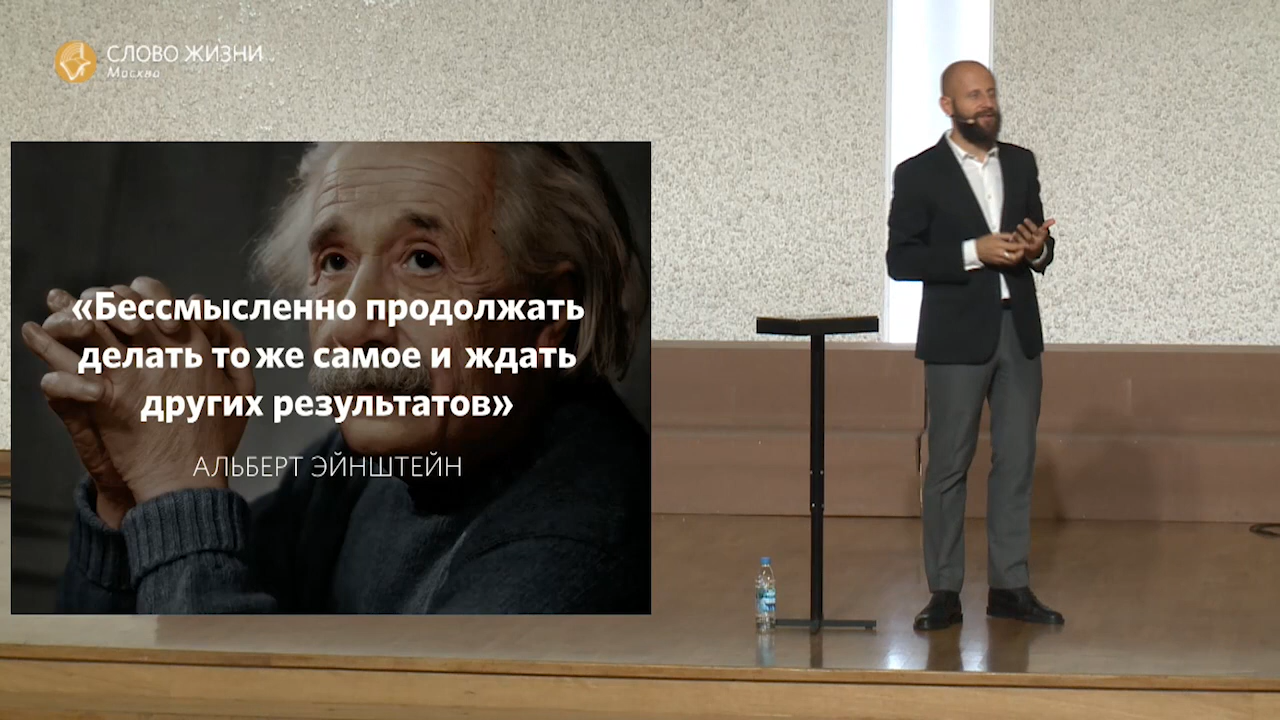 СЛОВО ЖИЗНИ
Москва
«Бессмысленно продолжать
делать то же самое и ждать
других результатов»
АЛЬБЕРТ ЭЙНШТЕЙН